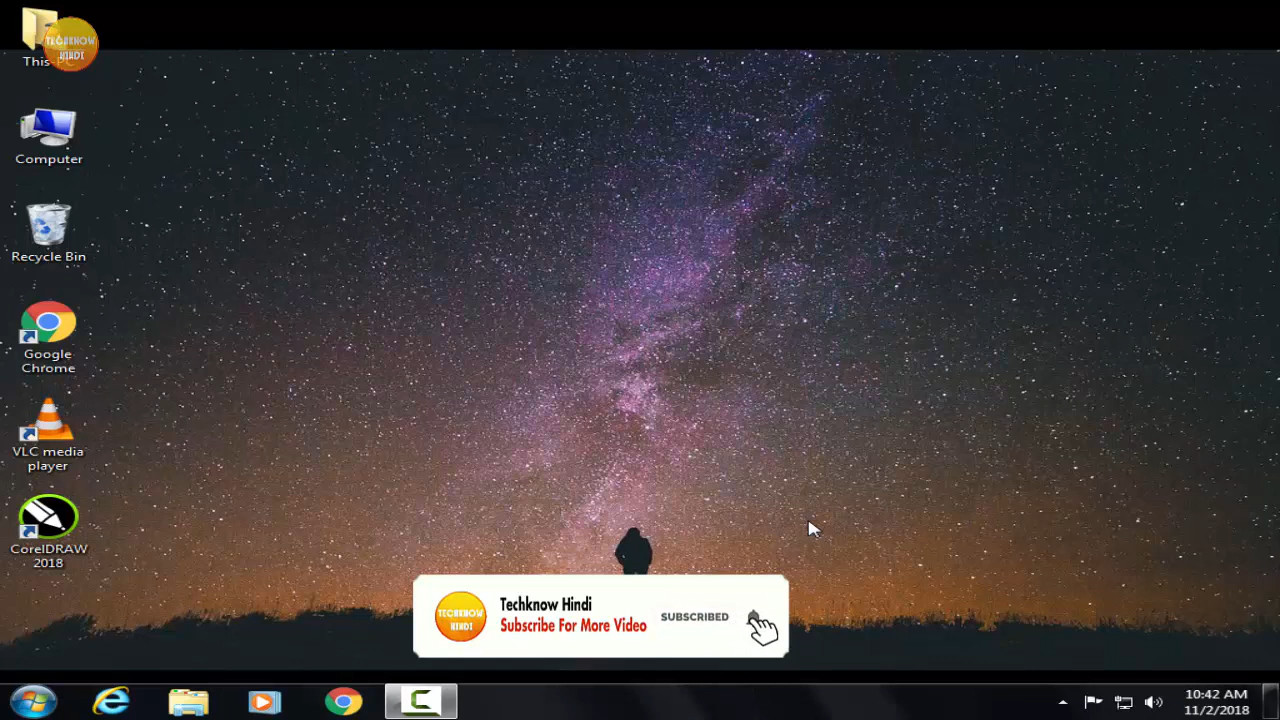 TECHKNOW
HINDI
This PC
Computer
Recycle Bin
Google
Chrome
VLC media
player
CorelDRAW
2018
TECHKNOW
HINDI
Techknow Hindi
Subscribe For More Video
SUBSCRIBED
10:42 AM
11/2/2018